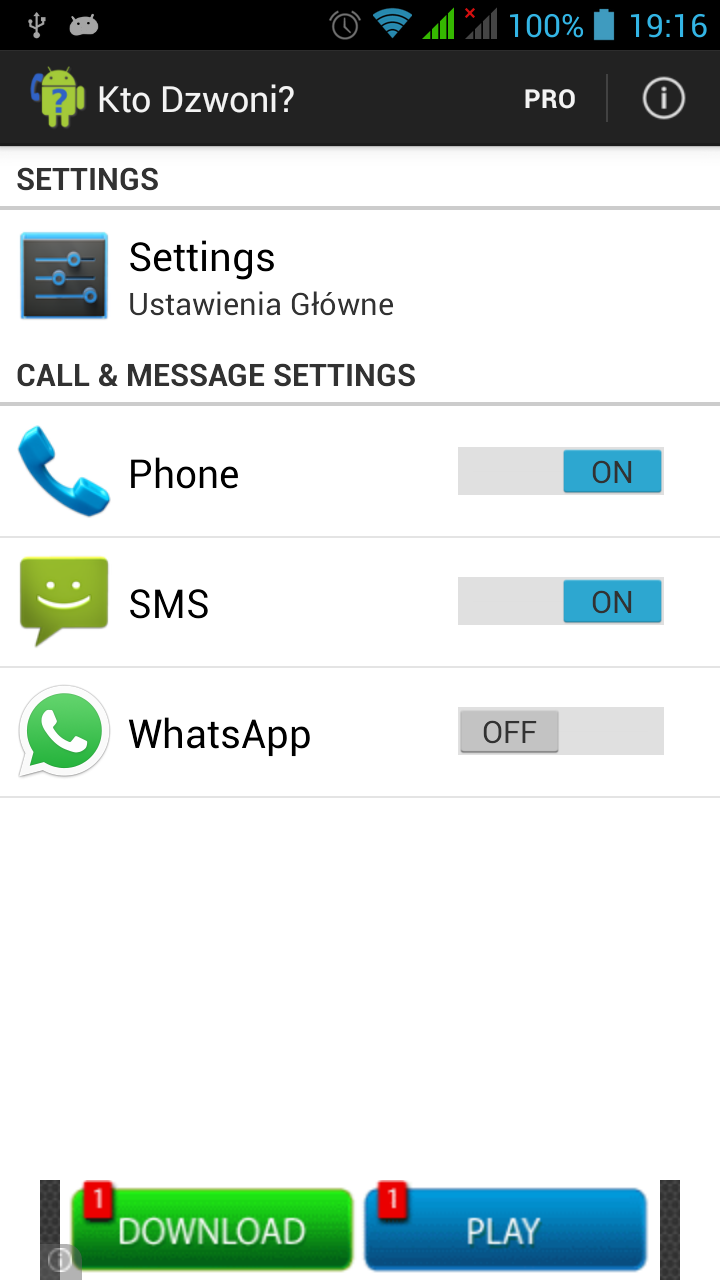 100% 19:16
? Kto Dzwoni? PRO
SETTINGS
Settings
Ustawienia Główne
CALL & MESSAGE SETTINGS
Phone ON
SMS ON
WhatsApp OFF
1 1
DOWNLOAD PLAY